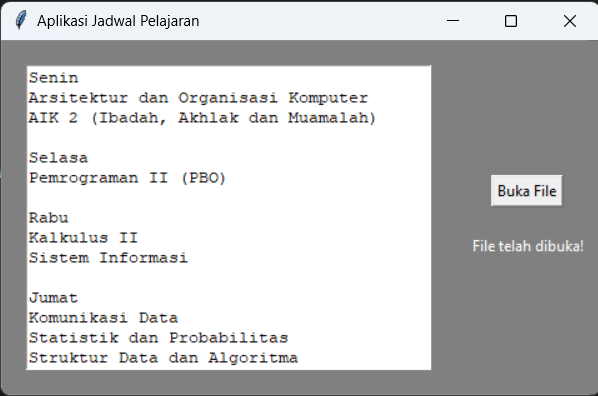 Aplikasi Jadwal Pelajaran
Senin
Arsitektur dan Organisasi Komputer
AIK 2 (Ibadah, Akhlak dan Muamalah)
Selasa
Pemrograman II (PBO)
Rabu
Kalkulus II
Sistem Informasi
Jumat
Komunikasi Data
Statistik dan Probabilitas
Struktur Data dan Algoritma
Buka File
File telah dibuka!